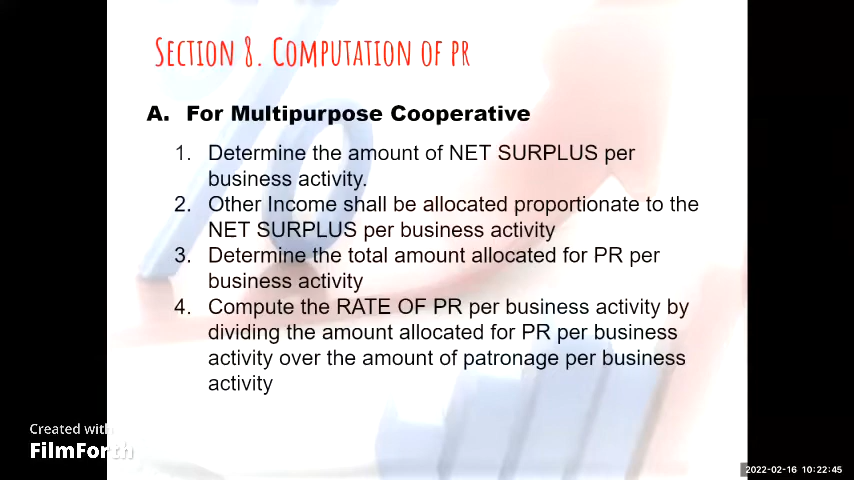 Section 8. Computation of PR
A. For Multipurpose Cooperative
1. Determine the amount of NET SURPLUS per
business activity.
2. Other Income shall be allocated proportionate to the
NET SURPLUS per business activity
3. Determine the total amount allocated for PR per
business activity
4. Compute the RATE OF PR per business activity by
dividing the amount allocated for PR per business
activity over the amount of patronage per business
activity
Created with
FilmForth
2022-02-16 10:22:45